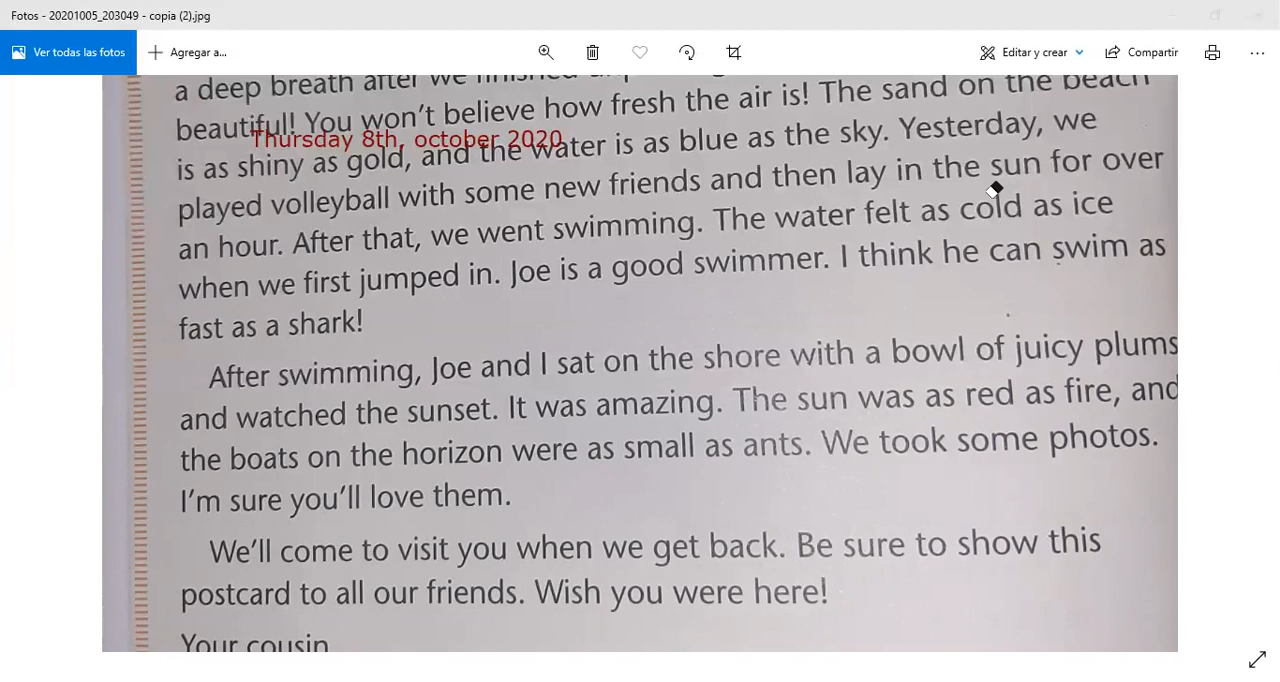 Fotos - 20201005_203049 - copia (2).jpg
Ver todas las fotos
Agregar a...
Editar y crear
Compartir
a deep breath after we finished
beautiful! You won't believe how fresh the air is! The sand on the beach
Thursday 8th, october 2020
is as shiny as gold, and the water is as blue as the sky. Yesterday, we
played volleyball with some new friends and then lay in the sun for over
an hour. After that, we went swimming. The water felt as cold as ice
when we first jumped in. Joe is a good swimmer. I think he can swim as
fast as a shark!
After swimming, Joe and I sat on the shore with a bowl of juicy plums
and watched the sunset. It was amazing. The sun was as red as fire, and
the boats on the horizon were as small as ants. We took some photos.
I'm sure you'll love them.
We'll come to visit you when we get back. Be sure to show this
postcard to all our friends. Wish you were here!
Your cousin